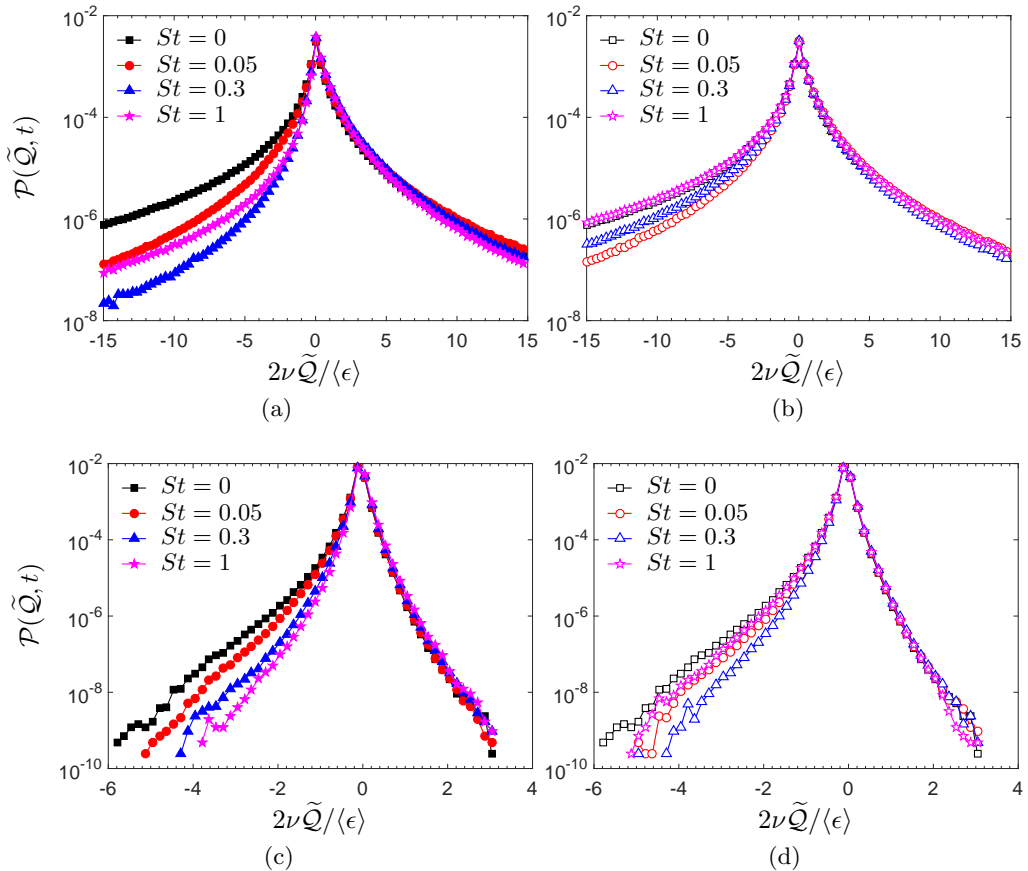 10⁻²
10⁻⁴
10⁻⁶
10⁻⁸
P(Q̃, t)
St = 0
St = 0.05
St = 0.3
St = 1
-15 -10 -5 0 5 10 15
2νQ̃/⟨ϵ⟩
(a)
10⁻²
10⁻⁴
10⁻⁶
10⁻⁸
St = 0
St = 0.05
St = 0.3
St = 1
-15 -10 -5 0 5 10 15
2νQ̃/⟨ϵ⟩
(b)
10⁻²
10⁻⁴
10⁻⁶
10⁻⁸
10⁻¹⁰
P(Q̃, t)
St = 0
St = 0.05
St = 0.3
St = 1
-6 -4 -2 0 2 4
2νQ̃/⟨ϵ⟩
(c)
10⁻²
10⁻⁴
10⁻⁶
10⁻⁸
10⁻¹⁰
St = 0
St = 0.05
St = 0.3
St = 1
-6 -4 -2 0 2 4
2νQ̃/⟨ϵ⟩
(d)